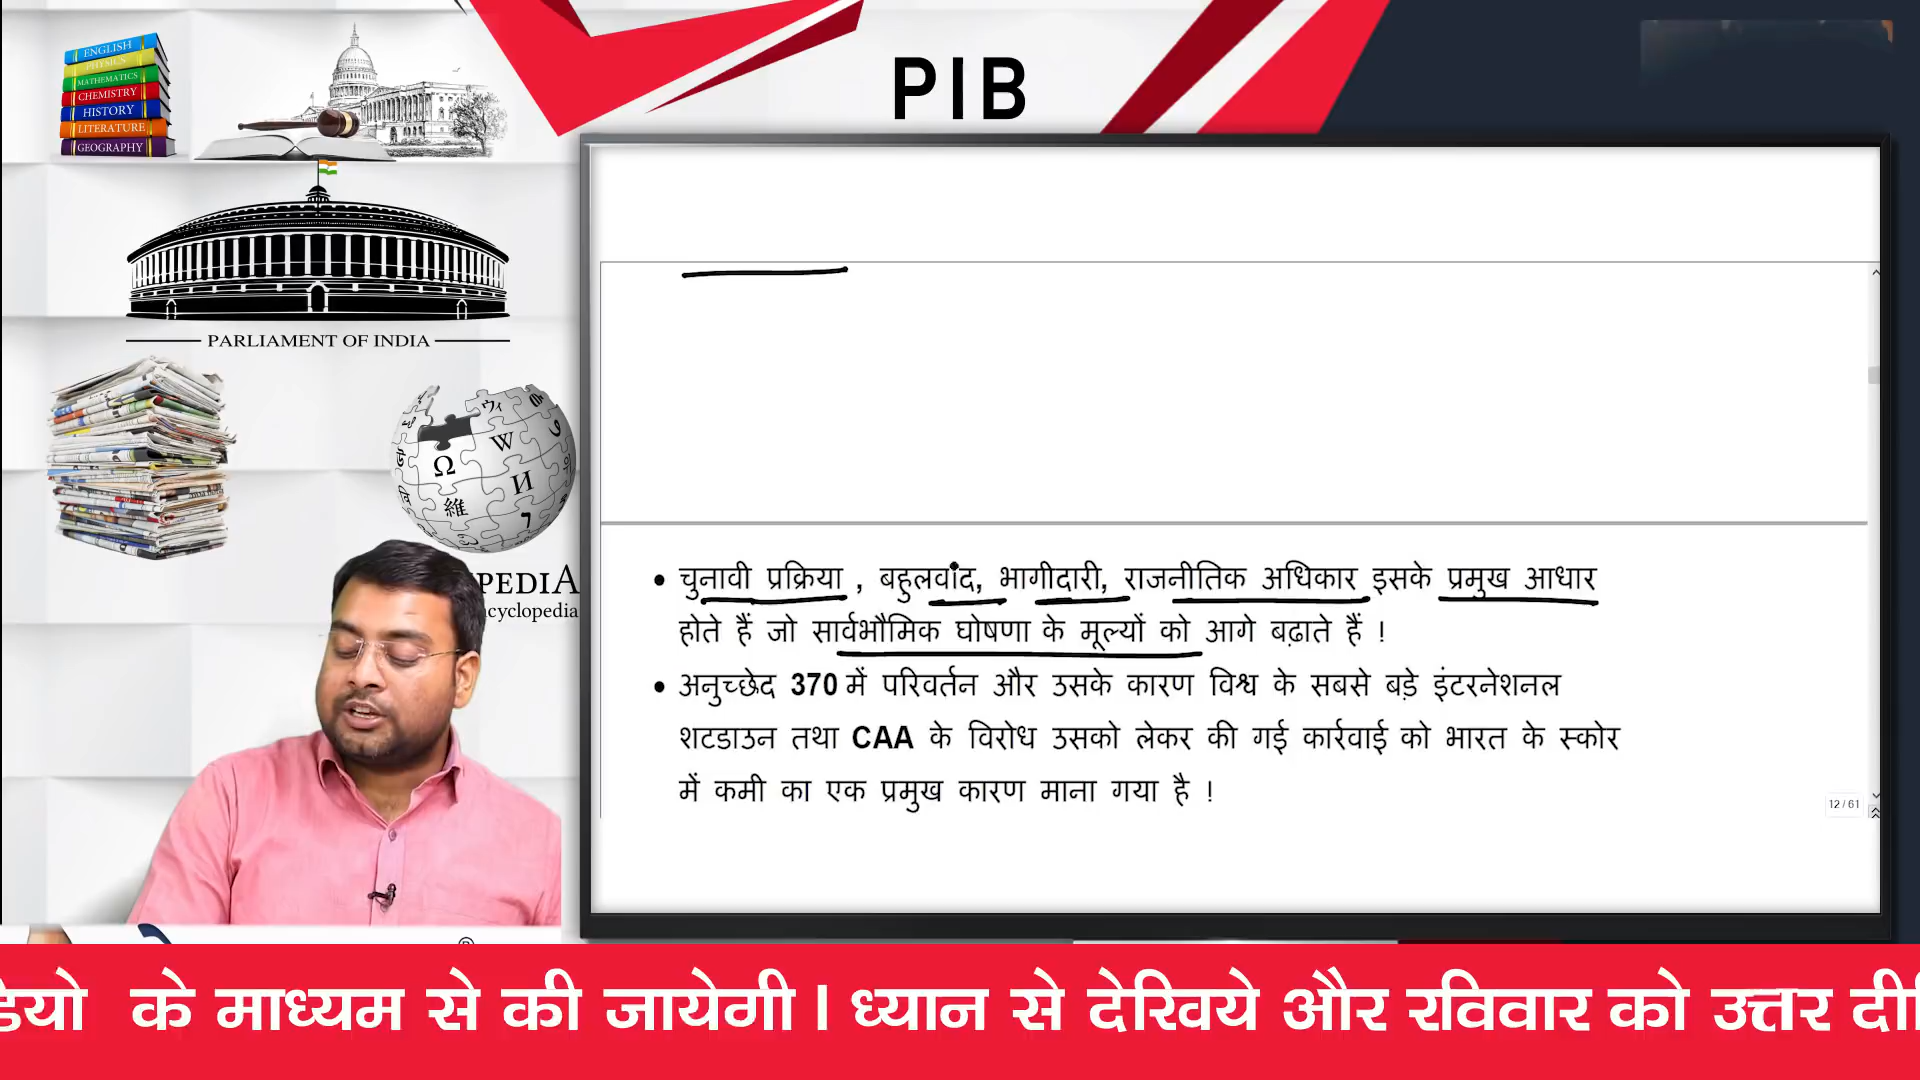 PIB
ENGLISH
PHYSICS
MATHEMATICS
CHEMISTRY
HISTORY
LITERATURE
GEOGRAPHY
PARLIAMENT OF INDIA
PEDIA
cyclopedia
• चुनावी प्रक्रिया , बहुलवाद, भागीदारी, राजनीतिक अधिकार इसके प्रमुख आधार
होते हैं जो सार्वभौमिक घोषणा के मूल्यों को आगे बढ़ाते हैं !
• अनुच्छेद 370 में परिवर्तन और उसके कारण विश्व के सबसे बड़े इंटरनेशनल
शटडाउन तथा CAA के विरोध उसको लेकर की गई कार्रवाई को भारत के स्कोर
में कमी का एक प्रमुख कारण माना गया है !
12 / 61
डियो के माध्यम से की जायेगी । ध्यान से देखिये और रविवार को उत्तर दी